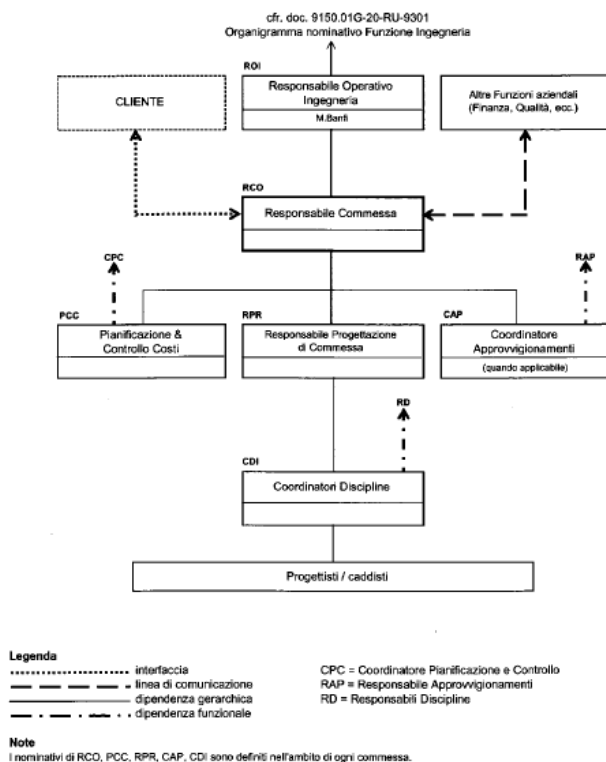 cfr. doc. 9150.01G-20-RU-9301
Organigramma nominativo Funzione Ingegneria
ROI
CLIENTE
Responsabile Operativo
Ingegneria
M.Banfi
Altre Funzioni aziendali
(Finanza, Qualità, ecc.)
RCO
Responsabile Commessa
CPC
RAP
PCC
Pianificazione &
Controllo Costi
RPR
Responsabile Progettazione
di Commessa
CAP
Coordinatore
Approvvigionamenti
(quando applicabile)
RD
CDI
Coordinatori Discipline
Progettisti / caddisti
Legenda
interfaccia
linea di comunicazione
dipendenza gerarchica
dipendenza funzionale
CPC = Coordinatore Pianificazione e Controllo
RAP = Responsabile Approvvigionamenti
RD = Responsabili Discipline
Note
I nominativi di RCO, PCC, RPR, CAP, CDI sono definiti nell'ambito di ogni commessa.